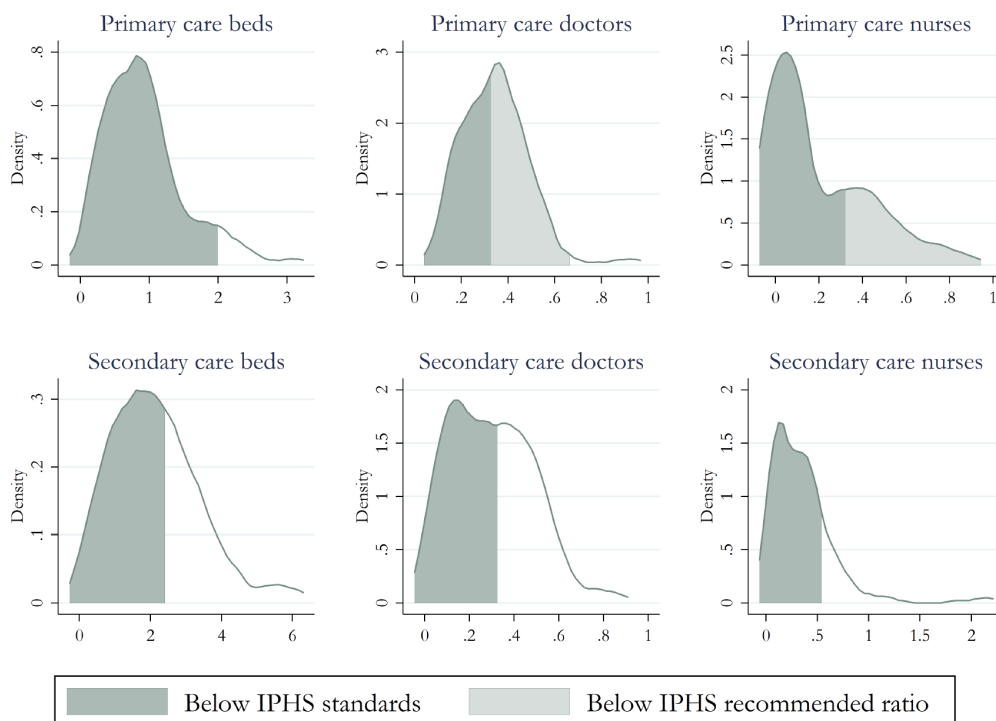 Primary care beds
Primary care doctors
Primary care nurses
Density
.8
.6
.4
.2
0
0 1 2 3
Density
3
2
1
0
0 .2 .4 .6 .8 1
Density
2.5
2
1.5
1
.5
0
0 .2 .4 .6 .8 1
Secondary care beds
Secondary care doctors
Secondary care nurses
Density
.3
.2
.1
0
0 2 4 6
Density
2
1.5
1
.5
0
0 .2 .4 .6 .8 1
Density
2
1.5
1
.5
0
0 .5 1 1.5 2
Below IPHS standards
Below IPHS recommended ratio